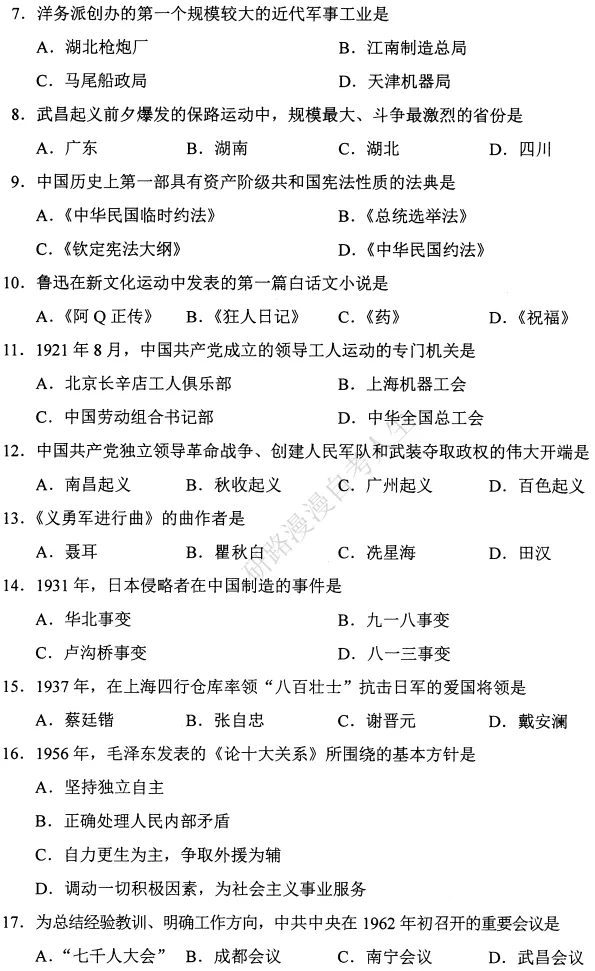 7．洋务派创办的第一个规模较大的近代军事工业是
A．湖北枪炮厂 B．江南制造总局
C．马尾船政局 D．天津机器局
8．武昌起义前夕爆发的保路运动中，规模最大、斗争最激烈的省份是
A．广东 B．湖南 C．湖北 D．四川
9．中国历史上第一部具有资产阶级共和国宪法性质的法典是
A．《中华民国临时约法》 B．《总统选举法》
C．《钦定宪法大纲》 D．《中华民国约法》
10．鲁迅在新文化运动中发表的第一篇白话文小说是
A．《阿 Q 正传》 B．《狂人日记》 C．《药》 D．《祝福》
11．1921 年 8 月，中国共产党成立的领导工人运动的专门机关是
A．北京长辛店工人俱乐部 B．上海机器工会
C．中国劳动组合书记部 D．中华全国总工会
12．中国共产党独立领导革命战争、创建人民军队和武装夺取政权的伟大开端是
A．南昌起义 B．秋收起义 C．广州起义 D．百色起义
13．《义勇军进行曲》的曲作者是
A．聂耳 B．瞿秋白 C．冼星海 D．田汉
14．1931 年，日本侵略者在中国制造的事件是
A．华北事变 B．九一八事变
C．卢沟桥事变 D．八一三事变
15．1937 年，在上海四行仓库率领“八百壮士”抗击日军的爱国将领是
A．蔡廷锴 B．张自忠 C．谢晋元 D．戴安澜
16．1956 年，毛泽东发表的《论十大关系》所围绕的基本方针是
A．坚持独立自主
B．正确处理人民内部矛盾
C．自力更生为主，争取外援为辅
D．调动一切积极因素，为社会主义事业服务
17．为总结经验教训、明确工作方向，中共中央在 1962 年初召开的重要会议是
A．“七千人大会” B．成都会议 C．南宁会议 D．武昌会议
研路漫漫自考人生